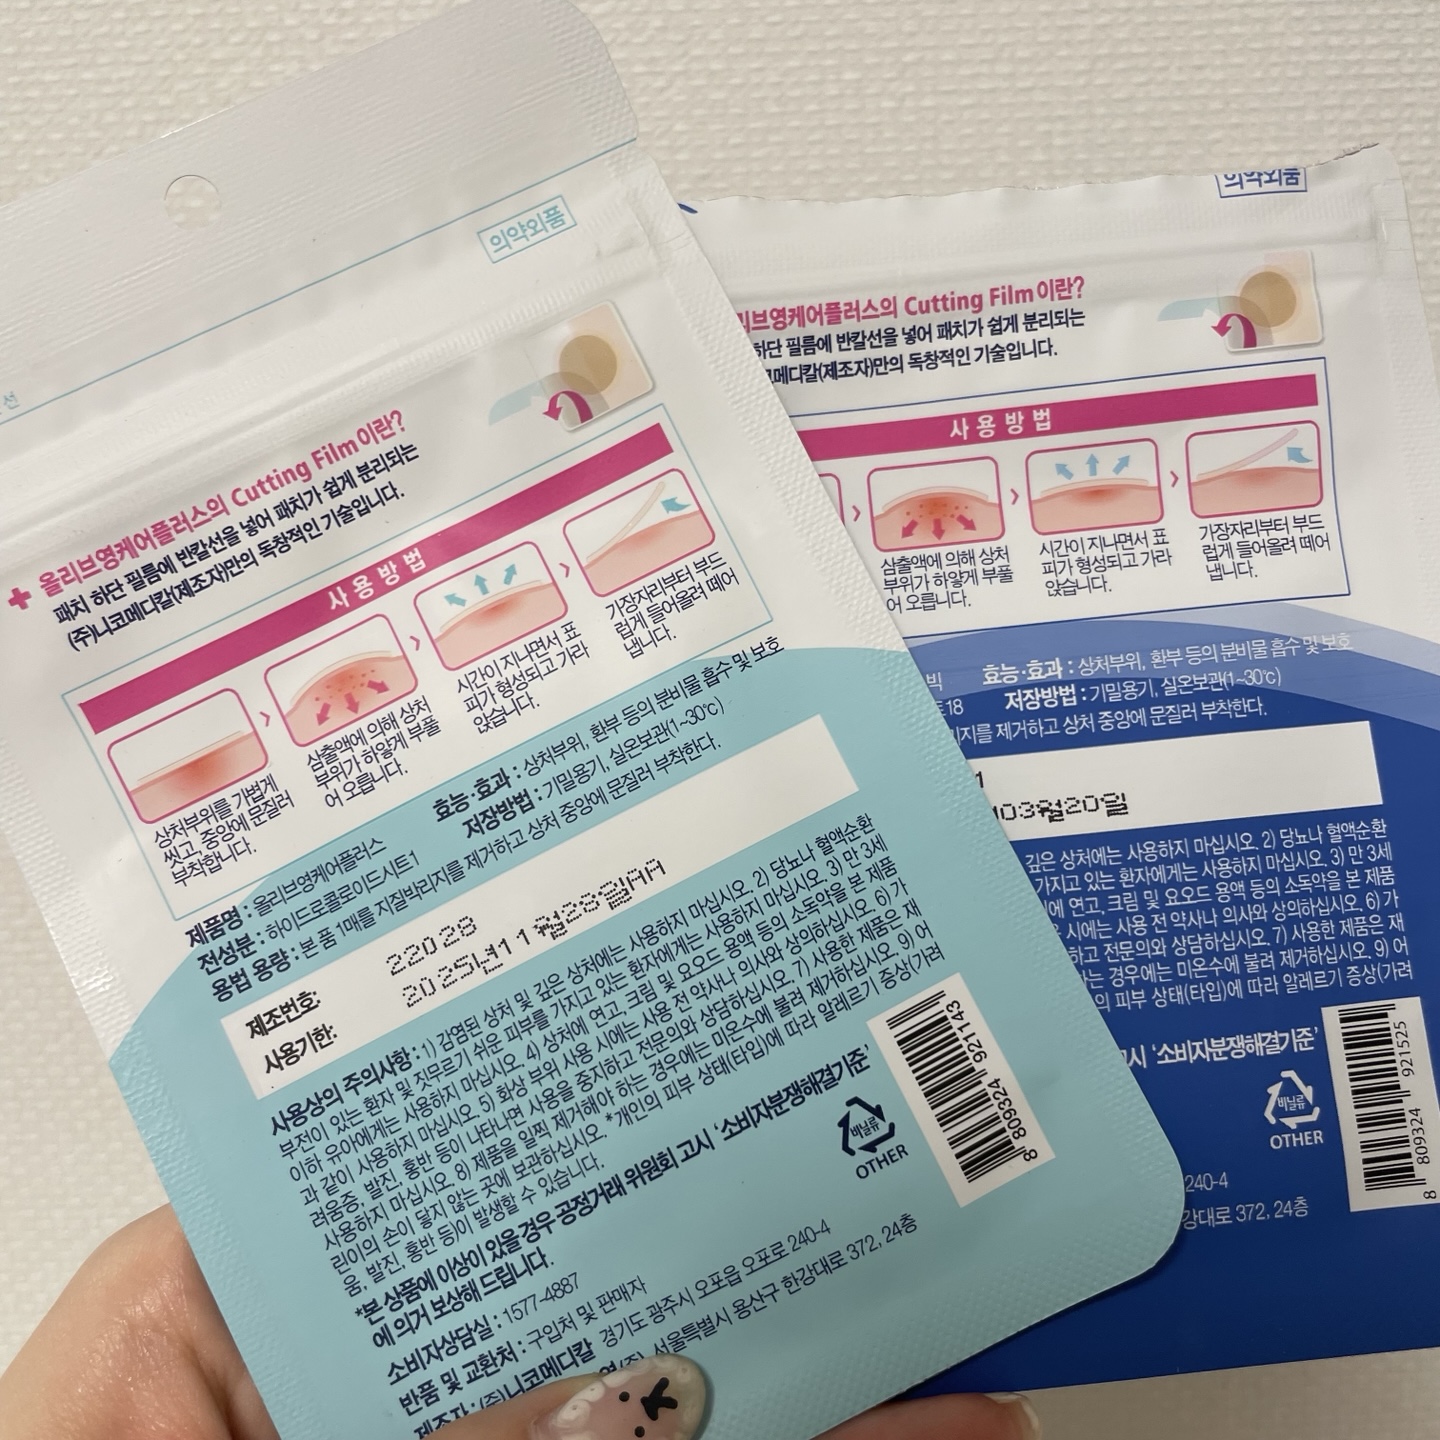 의약외품
선
올리브영케어플러스의 Cutting Film이란?
패치 하단 필름에 반칼선을 넣어 패치가 쉽게 분리되는
(주)니코메디칼(제조자)만의 독창적인 기술입니다.
사용방법
상처부위를 가볍게
씻고, 중앙에 문질러
부착합니다.
삼출액에 의해 상처
부위가 하얗게 부풀
어 오릅니다.
시간이 지나면서 표
피가 형성되고 가라
앉습니다.
가장자리부터 부드
럽게 들어올려 떼어
냅니다.
제품명 : 올리브영케어플러스
효능·효과 : 상처부위, 환부 등의 분비물 흡수 및 보호
전성분 : 하이드로콜로이드시트1
저장방법 : 기밀용기, 실온보관(1~30℃)
용법 용량 : 본 품 1매를 지질박리지를 제거하고 상처 중앙에 문질러 부착한다.
제조번호: 22028
사용기한: 2025년11월28일AA
사용상의 주의사항 : 1) 감염된 상처 및 깊은 상처에는 사용하지 마십시오. 2) 당뇨나 혈액순환
부전이 있는 환자 및 짓무르기 쉬운 피부를 가지고 있는 환자에게는 사용하지 마십시오. 3) 만 3세
이하, 유아에게는 사용하지 마십시오. 4) 상처에 연고, 크림 및 요오드 용액 등의 소독약을 본 제품
과 같이 사용하지 마십시오. 5) 화상 부위 사용 시에는 사용 전 약사나 의사와 상의하십시오. 6) 가
려움증, 발진, 홍반 등이 나타나면 사용을 중지하고 전문의와 상담하십시오. 7) 사용한 제품은 재
사용하지 마십시오. 8) 제품을 일찍 제거해야 하는 경우에는 미온수에 불려 제거하십시오. 9) 어
린이의 손이 닿지 않는 곳에 보관하십시오. *개인의 피부 상태(타입)에 따라 알레르기 증상(가려
움, 발진, 홍반 등)이 발생할 수 있습니다.
*본 상품에 이상이 있을 경우 공정거래 위원회 고시 '소비자분쟁해결기준'
에 의거 보상해 드립니다.
소비자상담실 : 1577-4887
반품 및 교환처 : 구입처 및 판매자
제조자 : (주)니코메디칼 경기도 광주시 오포읍 오포로 240-4
영(주) 서울특별시 용산구 한강대로 372, 24층
비닐류
OTHER
8 809324 921143
의약외품
리브영케어플러스의 Cutting Film이란?
하단 필름에 반칼선을 넣어 패치가 쉽게 분리되는
코메디칼(제조자)만의 독창적인 기술입니다.
사용방법
삼출액에 의해 상처
부위가 하얗게 부풀
어 오릅니다.
시간이 지나면서 표
피가 형성되고 가라
앉습니다.
가장자리부터 부드
럽게 들어올려 떼어
냅니다.
빅
효능·효과 : 상처부위, 환부 등의 분비물 흡수 및 보호
트18
저장방법 : 기밀용기, 실온보관(1~30℃)
지를 제거하고 상처 중앙에 문질러 부착한다.
1
03월20일
깊은 상처에는 사용하지 마십시오. 2) 당뇨나 혈액순환
가지고 있는 환자에게는 사용하지 마십시오. 3) 만 3세
에 연고, 크림 및 요오드 용액 등의 소독약을 본 제품
시에는 사용 전 약사나 의사와 상의하십시오. 6) 가
하고 전문의와 상담하십시오. 7) 사용한 제품은 재
하는 경우에는 미온수에 불려 제거하십시오. 9) 어
의 피부 상태(타입)에 따라 알레르기 증상(가려
고시 '소비자분쟁해결기준'
비닐류
OTHER
240-4
강대로 372, 24층
8 809324 921525